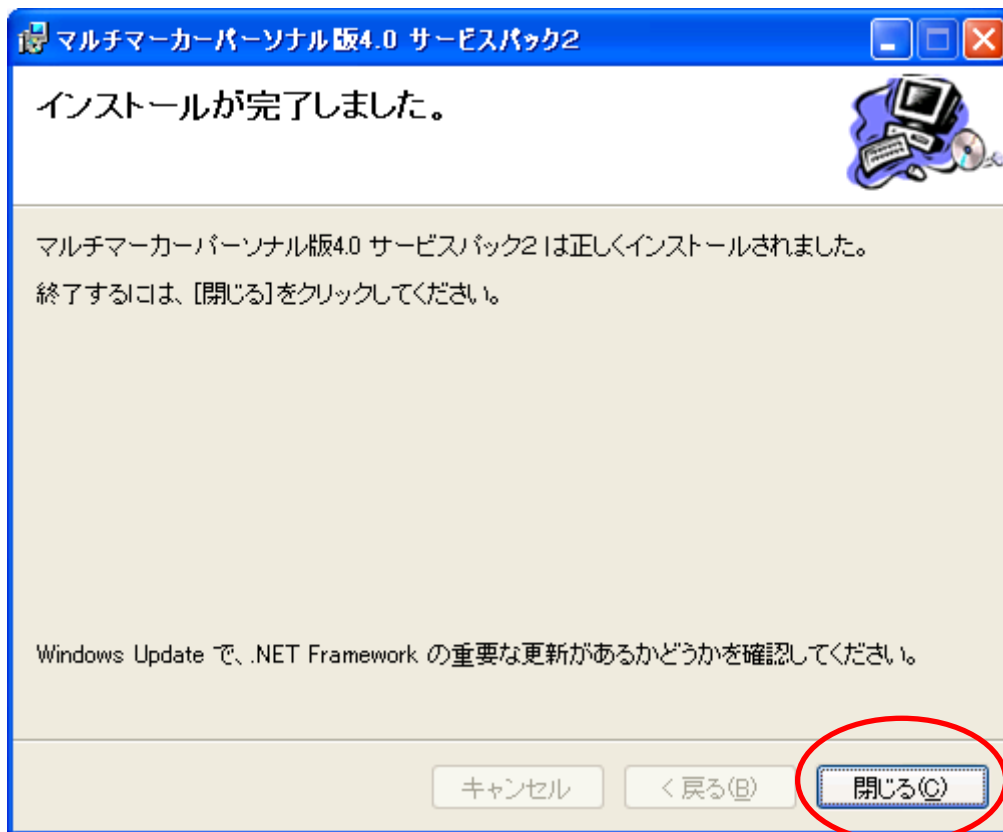 マルチマーカーパーソナル版4.0 サービスパック2
インストールが完了しました。
マルチマーカーパーソナル版4.0 サービスパック2 は正しくインストールされました。
終了するには、[閉じる]をクリックしてください。
Windows Update で、.NET Framework の重要な更新があるかどうかを確認してください。
キャンセル
< 戻る(B)
閉じる(C)